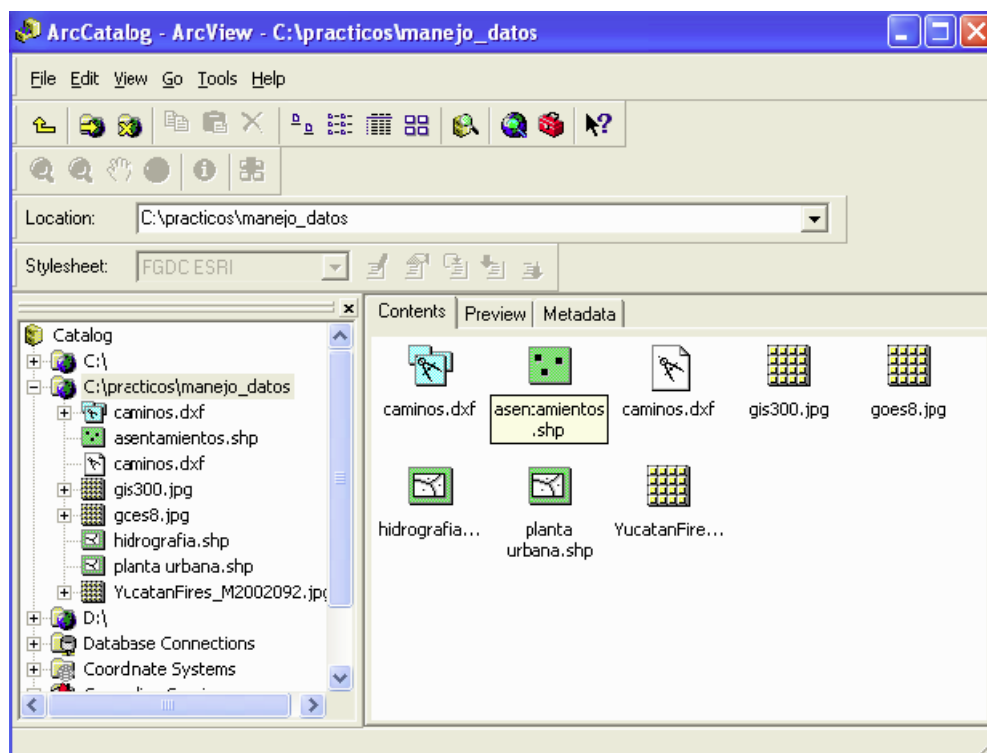 ArcCatalog - ArcView - C:\practicos\manejo_datos
File Edit View Go Tools Help
Location: C:\practicos\manejo_datos
Stylesheet: FGDC ESRI
Catalog
C:\
C:\practicos\manejo_datos
caminos.dxf
asentamientos.shp
caminos.dxf
gis300.jpg
goes8.jpg
hidrografia.shp
planta urbana.shp
YucatanFires_M2002092.jpg
D:\
Database Connections
Coordinate Systems
Contents Preview Metadata
caminos.dxf
asentamientos
.shp
caminos.dxf
gis300.jpg
goes8.jpg
hidrografia...
planta
urbana.shp
YucatanFire...